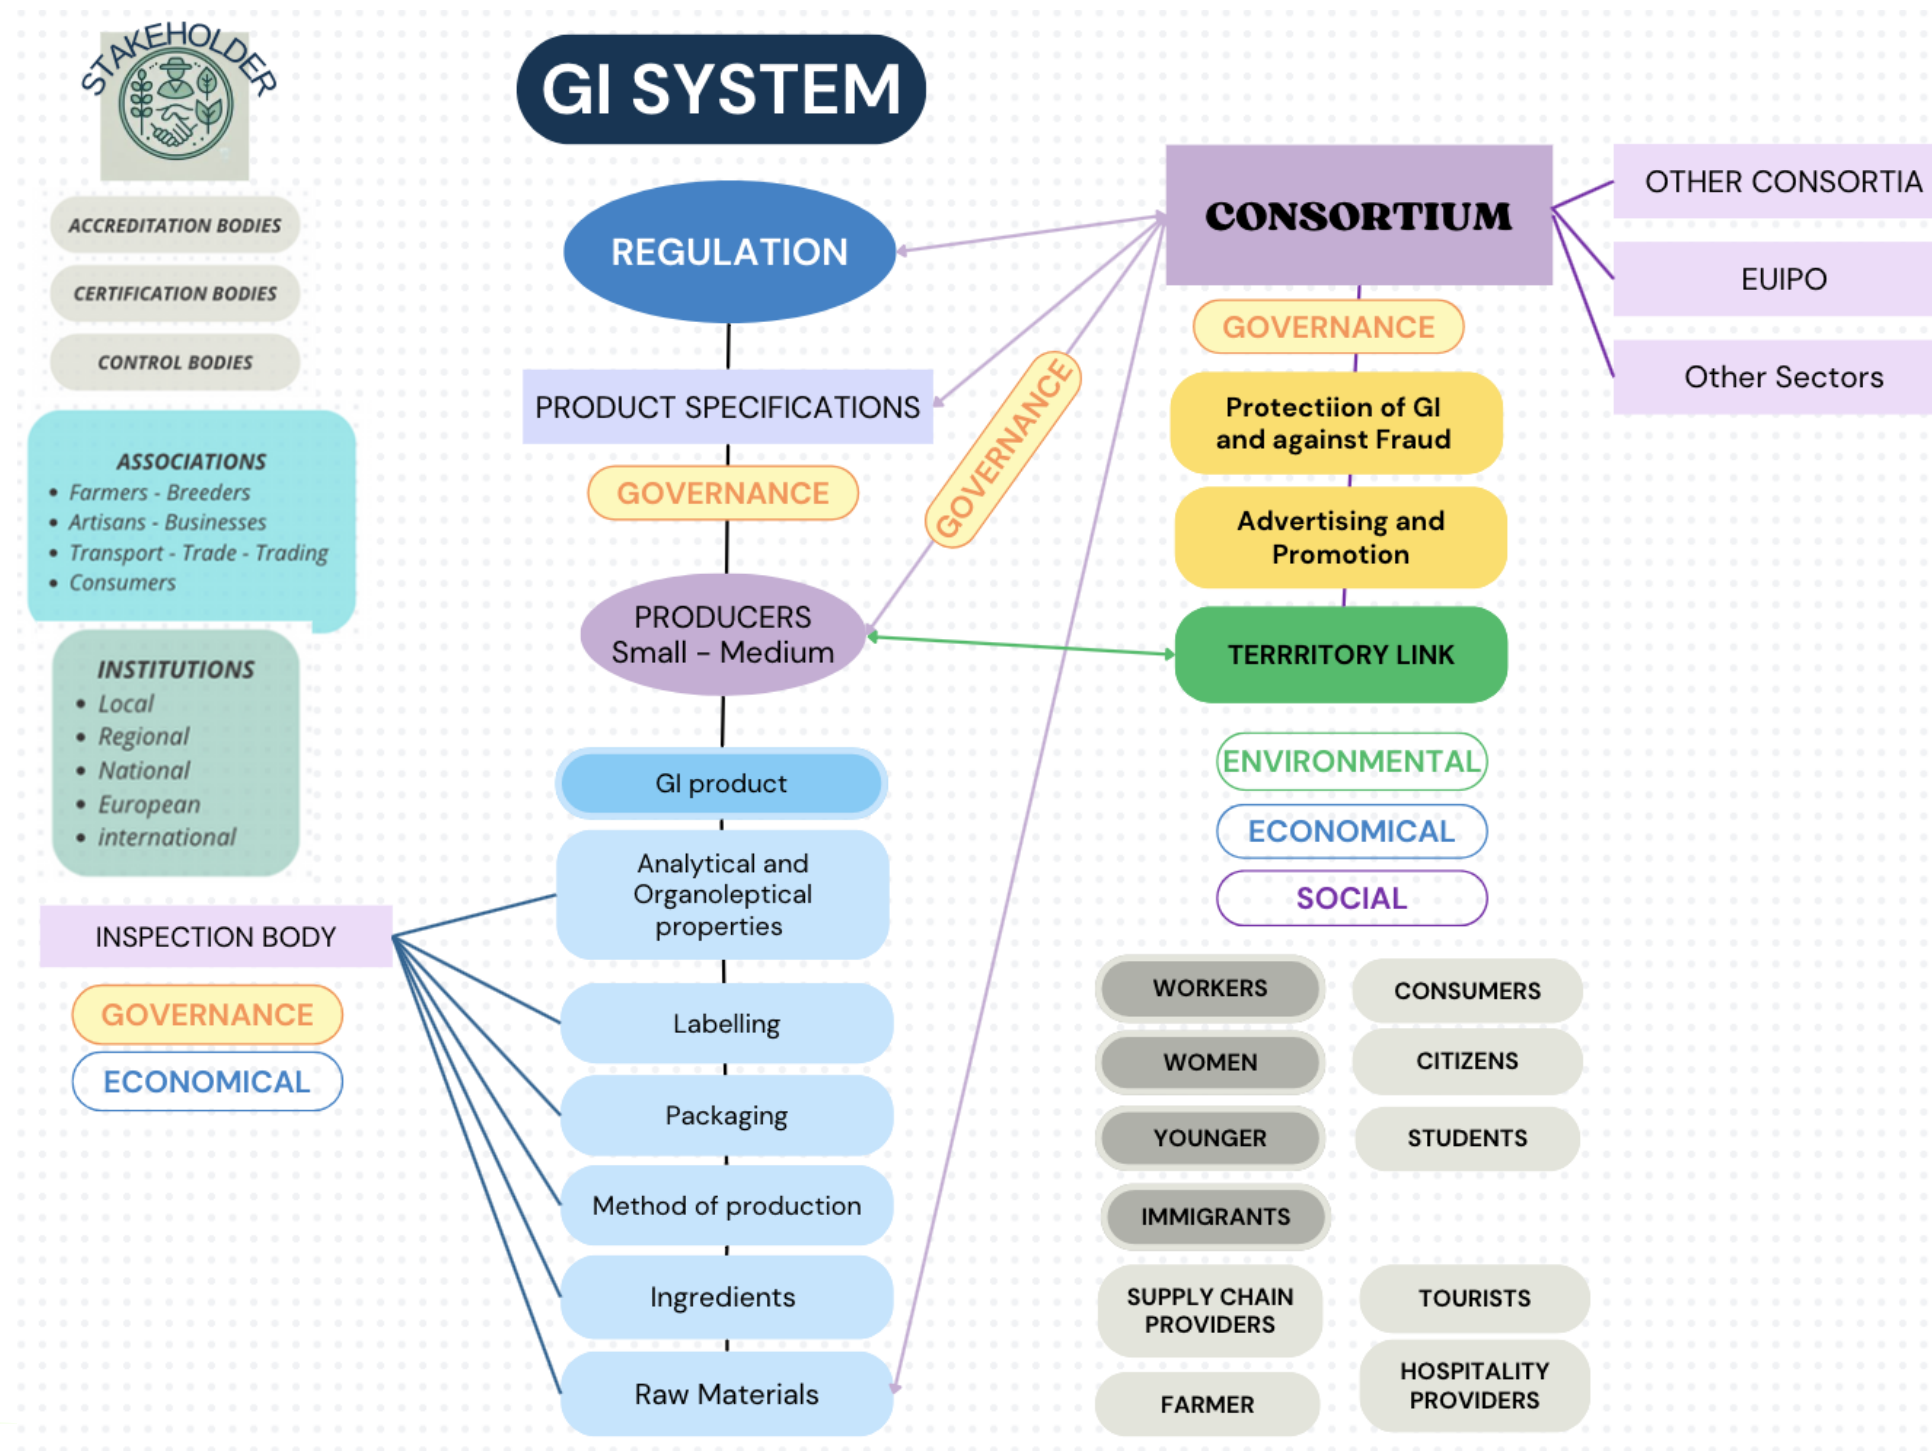 STAKEHOLDER
ACCREDITATION BODIES
CERTIFICATION BODIES
CONTROL BODIES
ASSOCIATIONS
• Farmers - Breeders
• Artisans - Businesses
• Transport - Trade - Trading
• Consumers
INSTITUTIONS
• Local
• Regional
• National
• European
• international
INSPECTION BODY
GOVERNANCE
ECONOMICAL
GI SYSTEM
REGULATION
PRODUCT SPECIFICATIONS
GOVERNANCE
PRODUCERS
Small - Medium
GI product
Analytical and
Organoleptical
properties
Labelling
Packaging
Method of production
Ingredients
Raw Materials
GOVERNANCE
CONSORTIUM
GOVERNANCE
Protectiion of GI
and against Fraud
Advertising and
Promotion
TERRRITORY LINK
ENVIRONMENTAL
ECONOMICAL
SOCIAL
WORKERS
WOMEN
YOUNGER
IMMIGRANTS
SUPPLY CHAIN
PROVIDERS
FARMER
CONSUMERS
CITIZENS
STUDENTS
TOURISTS
HOSPITALITY
PROVIDERS
OTHER CONSORTIA
EUIPO
Other Sectors